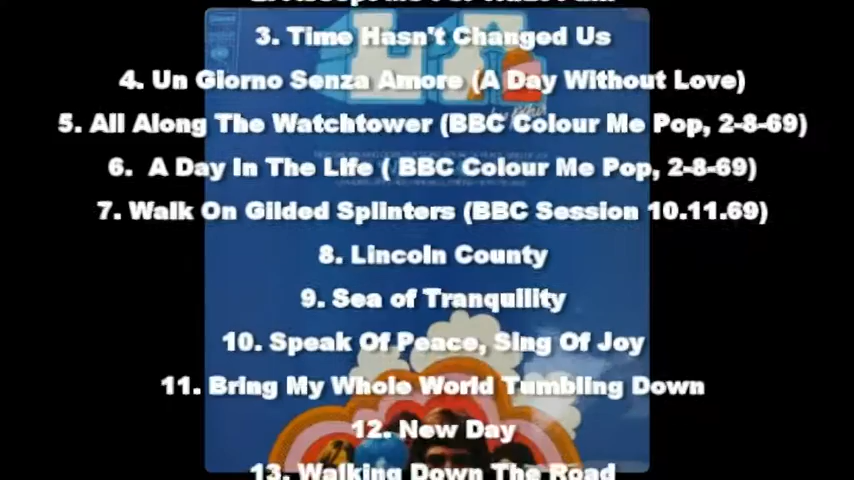 3. Time Hasn't Changed Us
4. Un Giorno Senza Amore (A Day Without Love)
5. All Along The Watchtower (BBC Colour Me Pop, 2-8-69)
6. A Day In The Life ( BBC Colour Me Pop, 2-8-69)
7. Walk On Gilded Splinters (BBC Session 10.11.69)
8. Lincoln County
9. Sea of Tranquility
10. Speak Of Peace, Sing Of Joy
11. Bring My Whole World Tumbling Down
12. New Day
13. Walking Down The Road